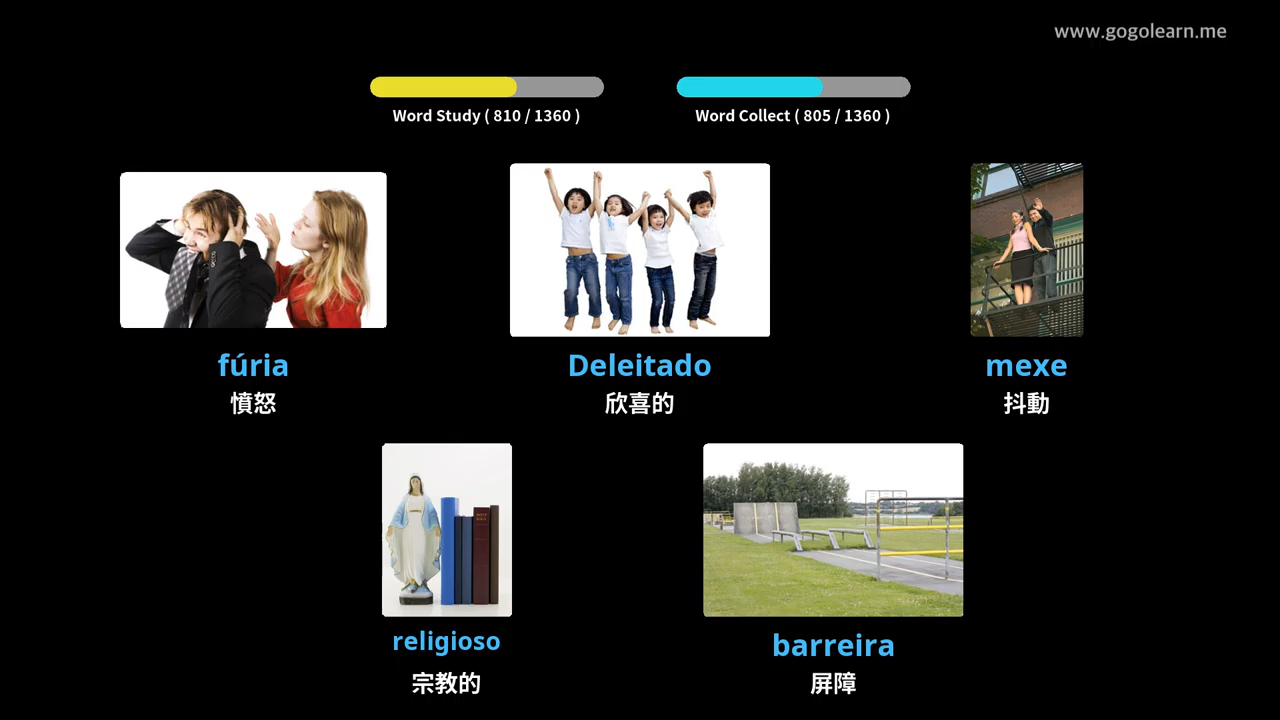 www.gogolearn.me
Word Study ( 810 / 1360 )
Word Collect ( 805 / 1360 )
fúria
憤怒
Deleitado
欣喜的
mexe
抖動
religioso
宗教的
barreira
屏障